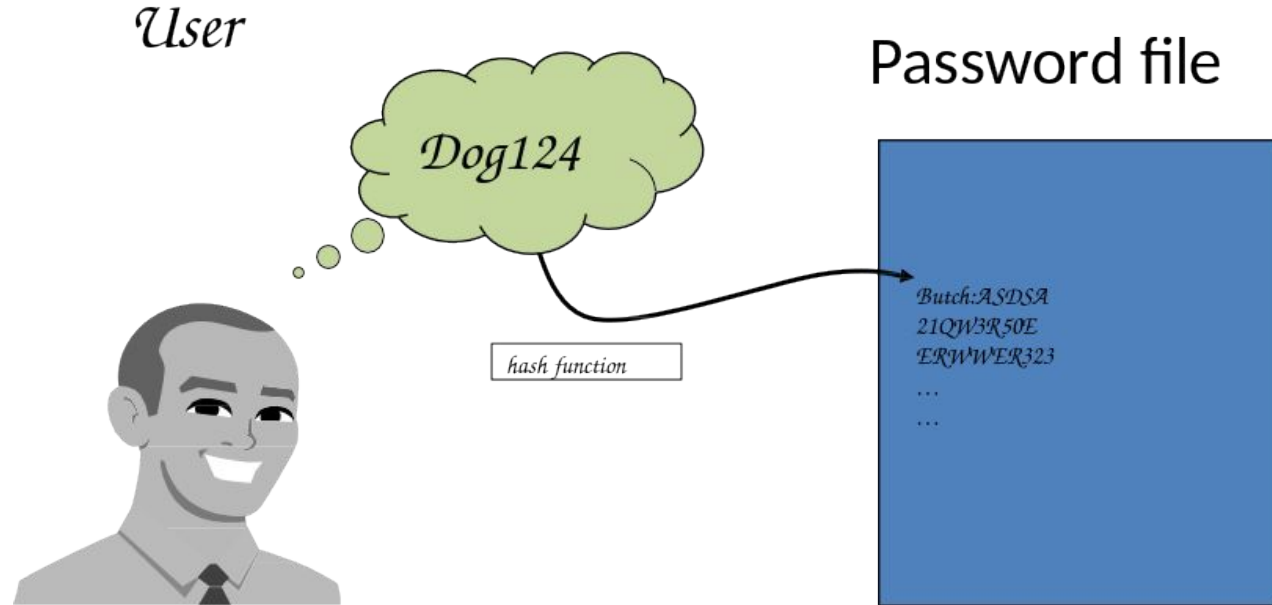 User
Password file
Dog124
hash function
Butch:ASDSA
21QW3R50E
ERWWER323
...
...